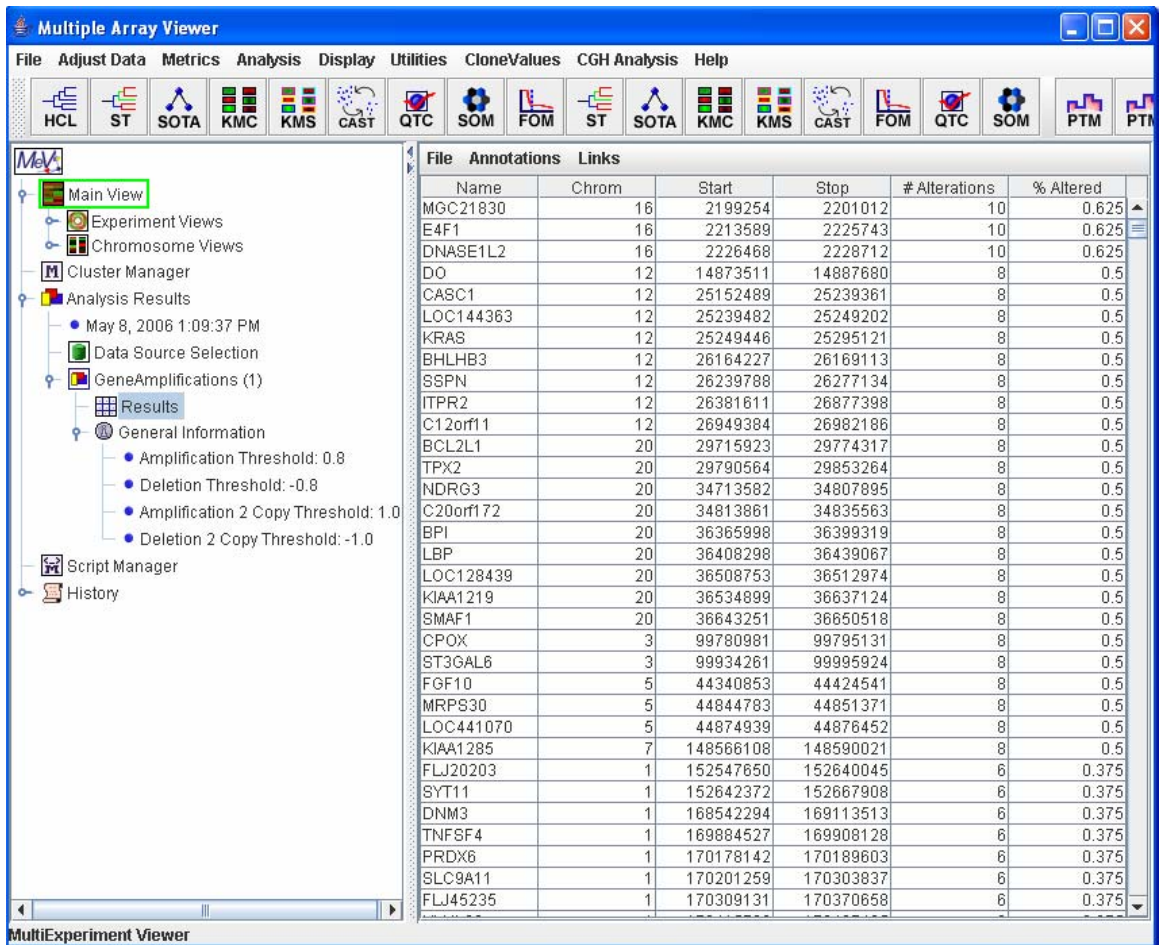 Multiple Array Viewer
File Adjust Data Metrics Analysis Display Utilities CloneValues CGH Analysis Help
HCL ST SOTA KMC KMS CAST QTC SOM FOM ST SOTA KMC KMS CAST FOM QTC SOM PTM PTM
MeV
Main View
Experiment Views
Chromosome Views
M Cluster Manager
Analysis Results
May 8, 2006 1:09:37 PM
Data Source Selection
GeneAmplifications (1)
Results
General Information
Amplification Threshold: 0.8
Deletion Threshold: -0.8
Amplification 2 Copy Threshold: 1.0
Deletion 2 Copy Threshold: -1.0
Script Manager
History
File Annotations Links
Name Chrom Start Stop # Alterations % Altered
MGC21830 16 2199254 2201012 10 0.625
E4F1 16 2213589 2225743 10 0.625
DNASE1L2 16 2226468 2228712 10 0.625
DO 12 14873511 14887680 8 0.5
CASC1 12 25152489 25239361 8 0.5
LOC144363 12 25239482 25249202 8 0.5
KRAS 12 25249446 25295121 8 0.5
BHLHB3 12 26164227 26169113 8 0.5
SSPN 12 26239788 26277134 8 0.5
ITPR2 12 26381611 26877398 8 0.5
C12orf11 12 26949384 26982186 8 0.5
BCL2L1 20 29715923 29774317 8 0.5
TPX2 20 29790564 29853264 8 0.5
NDRG3 20 34713582 34807895 8 0.5
C20orf172 20 34813861 34835563 8 0.5
BPI 20 36365998 36399319 8 0.5
LBP 20 36408298 36439067 8 0.5
LOC128439 20 36508753 36512974 8 0.5
KIAA1219 20 36534899 36637124 8 0.5
SMAF1 20 36643251 36650518 8 0.5
CPOX 3 99780981 99795131 8 0.5
ST3GAL6 3 99934261 99995924 8 0.5
FGF10 5 44340853 44424541 8 0.5
MRPS30 5 44844783 44851371 8 0.5
LOC441070 5 44874939 44876452 8 0.5
KIAA1285 7 148566108 148590021 8 0.5
FLJ20203 1 152547650 152640045 6 0.375
SYT11 1 152642372 152667908 6 0.375
DNM3 1 168542294 169113513 6 0.375
TNFSF4 1 169884527 169908128 6 0.375
PRDX6 1 170178142 170189603 6 0.375
SLC9A11 1 170201259 170303837 6 0.375
FLJ45235 1 170309131 170370658 6 0.375
MultiExperiment Viewer